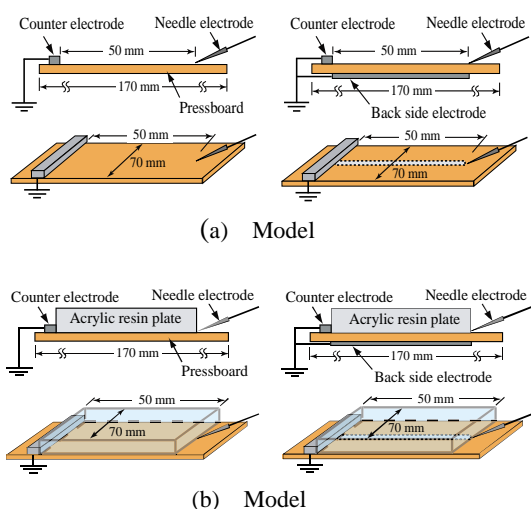 Counter electrode
Needle electrode
50 mm
170 mm
Pressboard
50 mm
70 mm
Counter electrode
Needle electrode
50 mm
170 mm
Back side electrode
50 mm
70 mm
(a) Model
Counter electrode
Needle electrode
Acrylic resin plate
170 mm
Pressboard
50 mm
70 mm
Counter electrode
Needle electrode
Acrylic resin plate
170 mm
Back side electrode
50 mm
70 mm
(b) Model